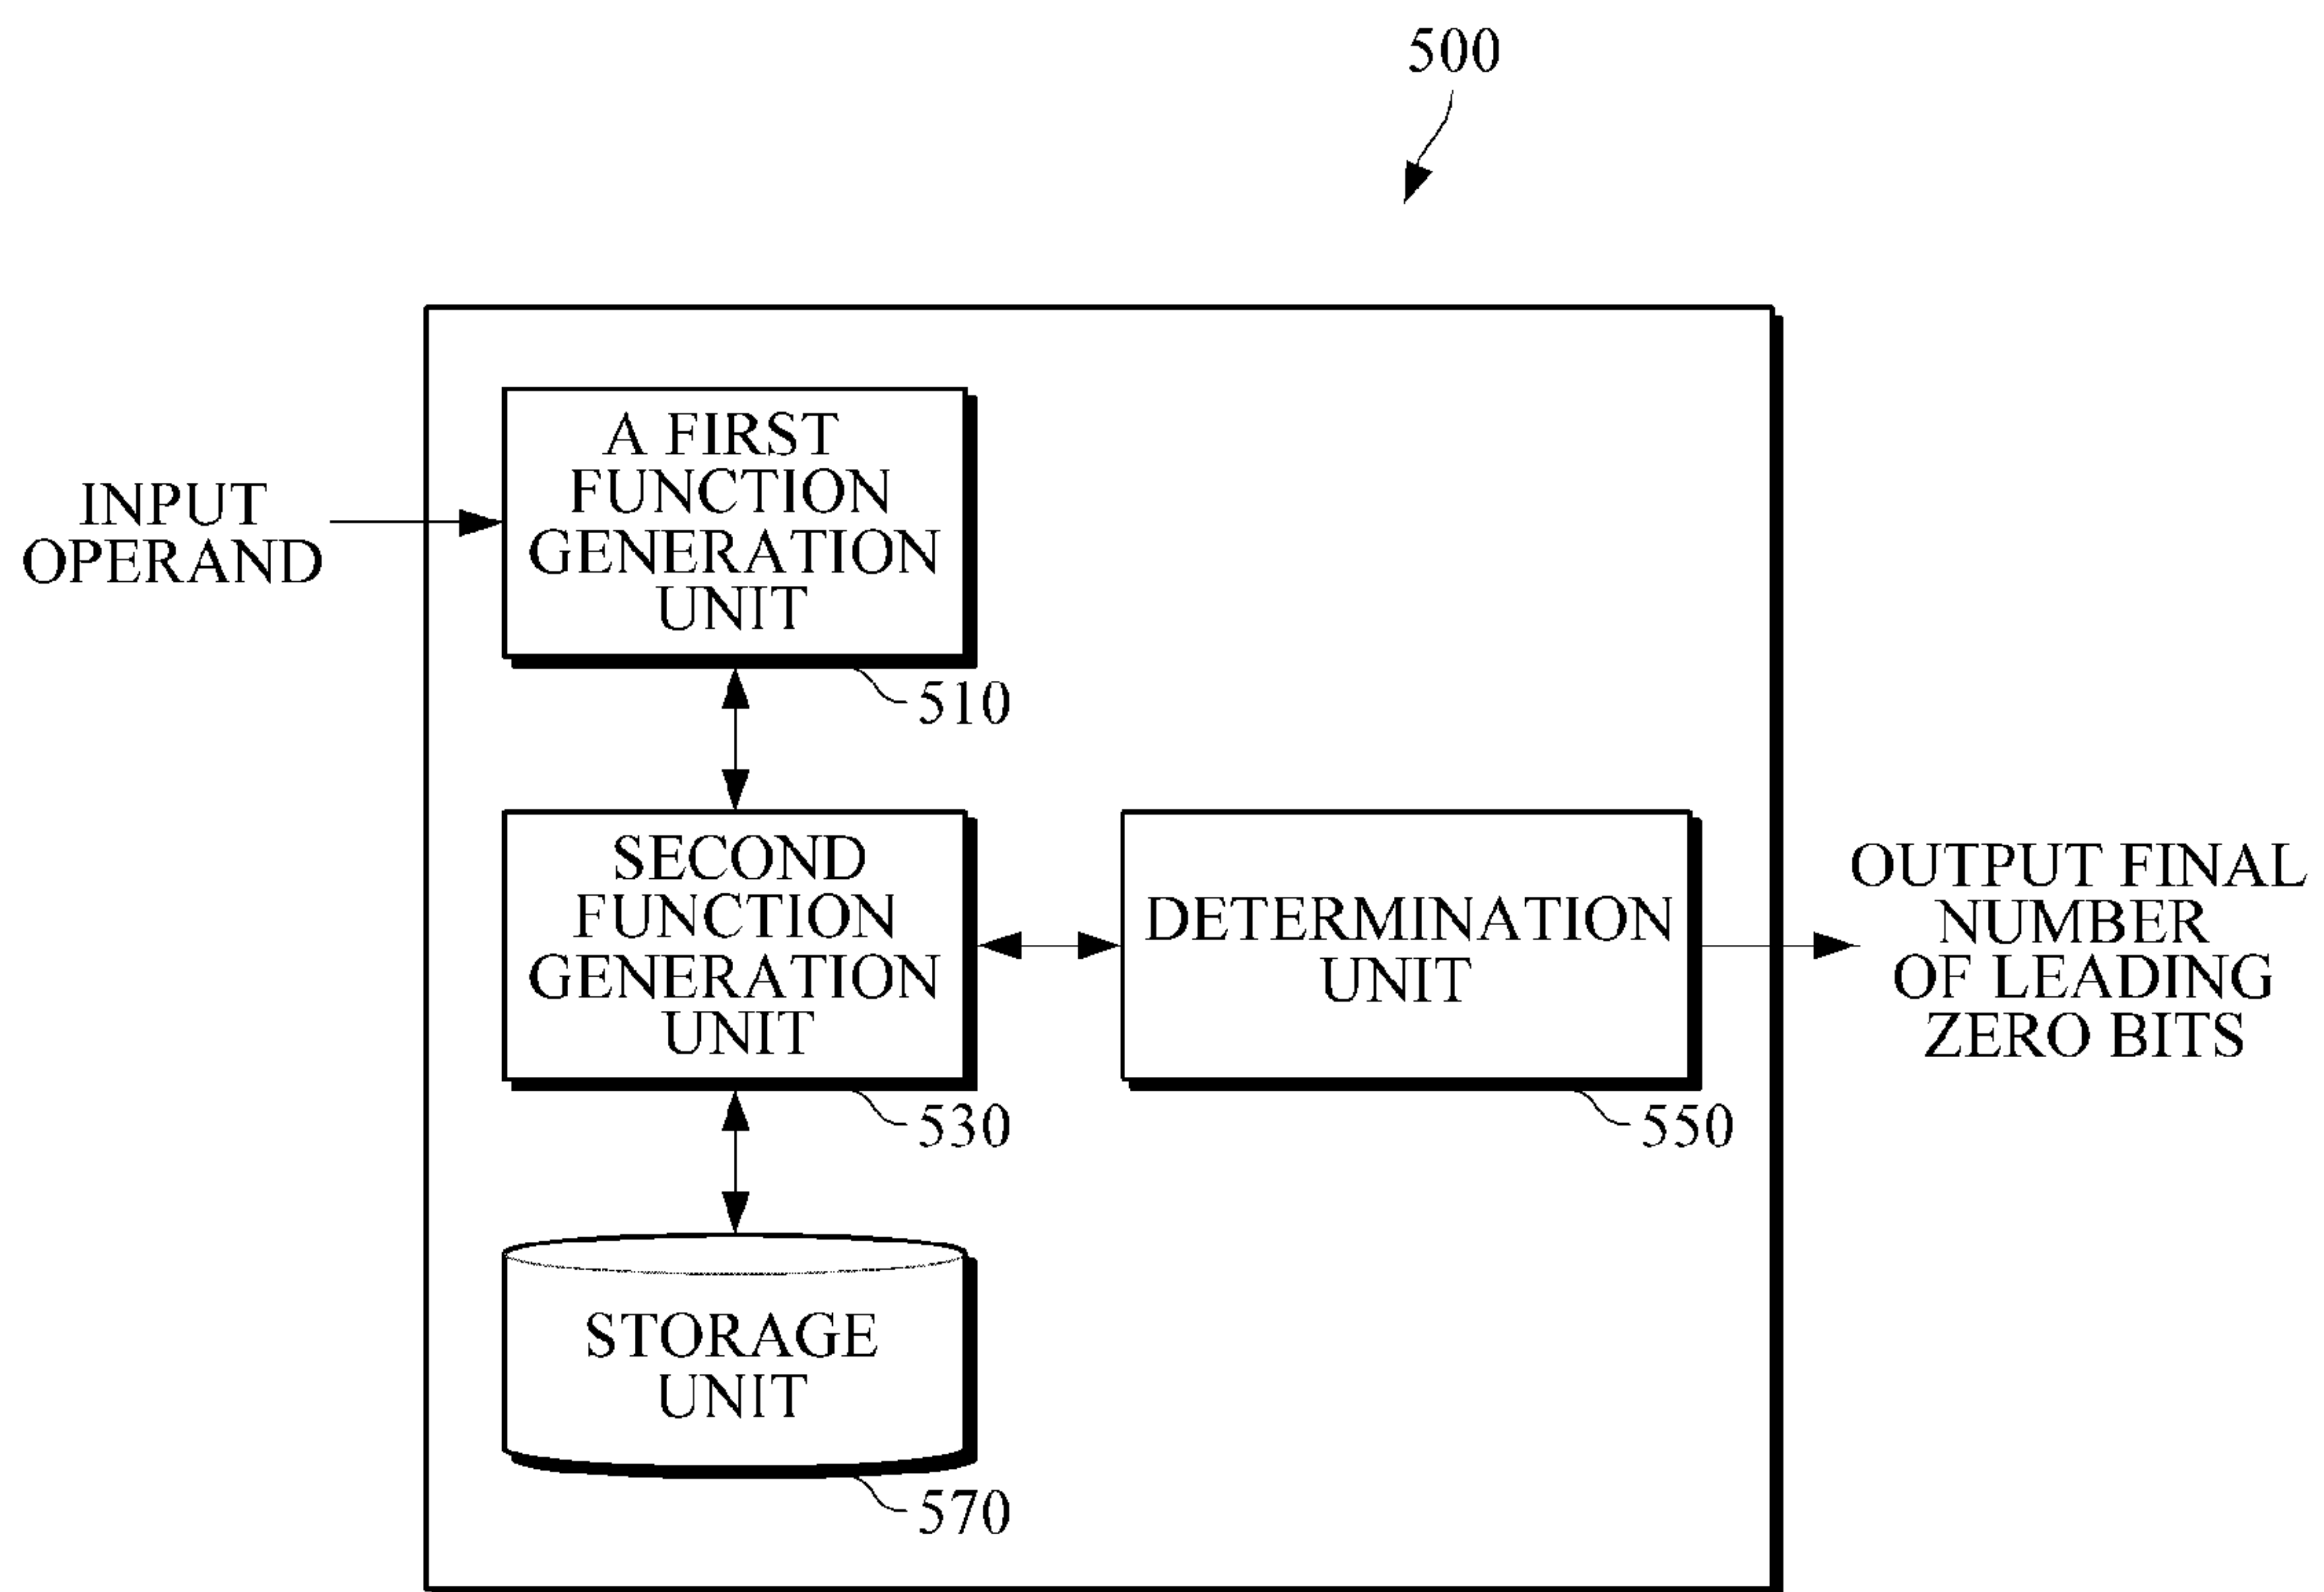 500
A FIRST
FUNCTION
GENERATION
UNIT
INPUT
OPERAND
510
SECOND
FUNCTION
GENERATION
UNIT
530
DETERMINATION
UNIT
550
OUTPUT FINAL
NUMBER
OF LEADING
ZERO BITS
STORAGE
UNIT
570